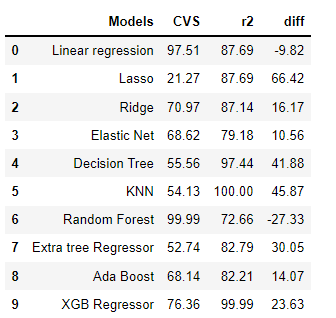 Models CVS r2 diff
0 Linear regression 97.51 87.69 -9.82
1 Lasso 21.27 87.69 66.42
2 Ridge 70.97 87.14 16.17
3 Elastic Net 68.62 79.18 10.56
4 Decision Tree 55.56 97.44 41.88
5 KNN 54.13 100.00 45.87
6 Random Forest 99.99 72.66 -27.33
7 Extra tree Regressor 52.74 82.79 30.05
8 Ada Boost 68.14 82.21 14.07
9 XGB Regressor 76.36 99.99 23.63